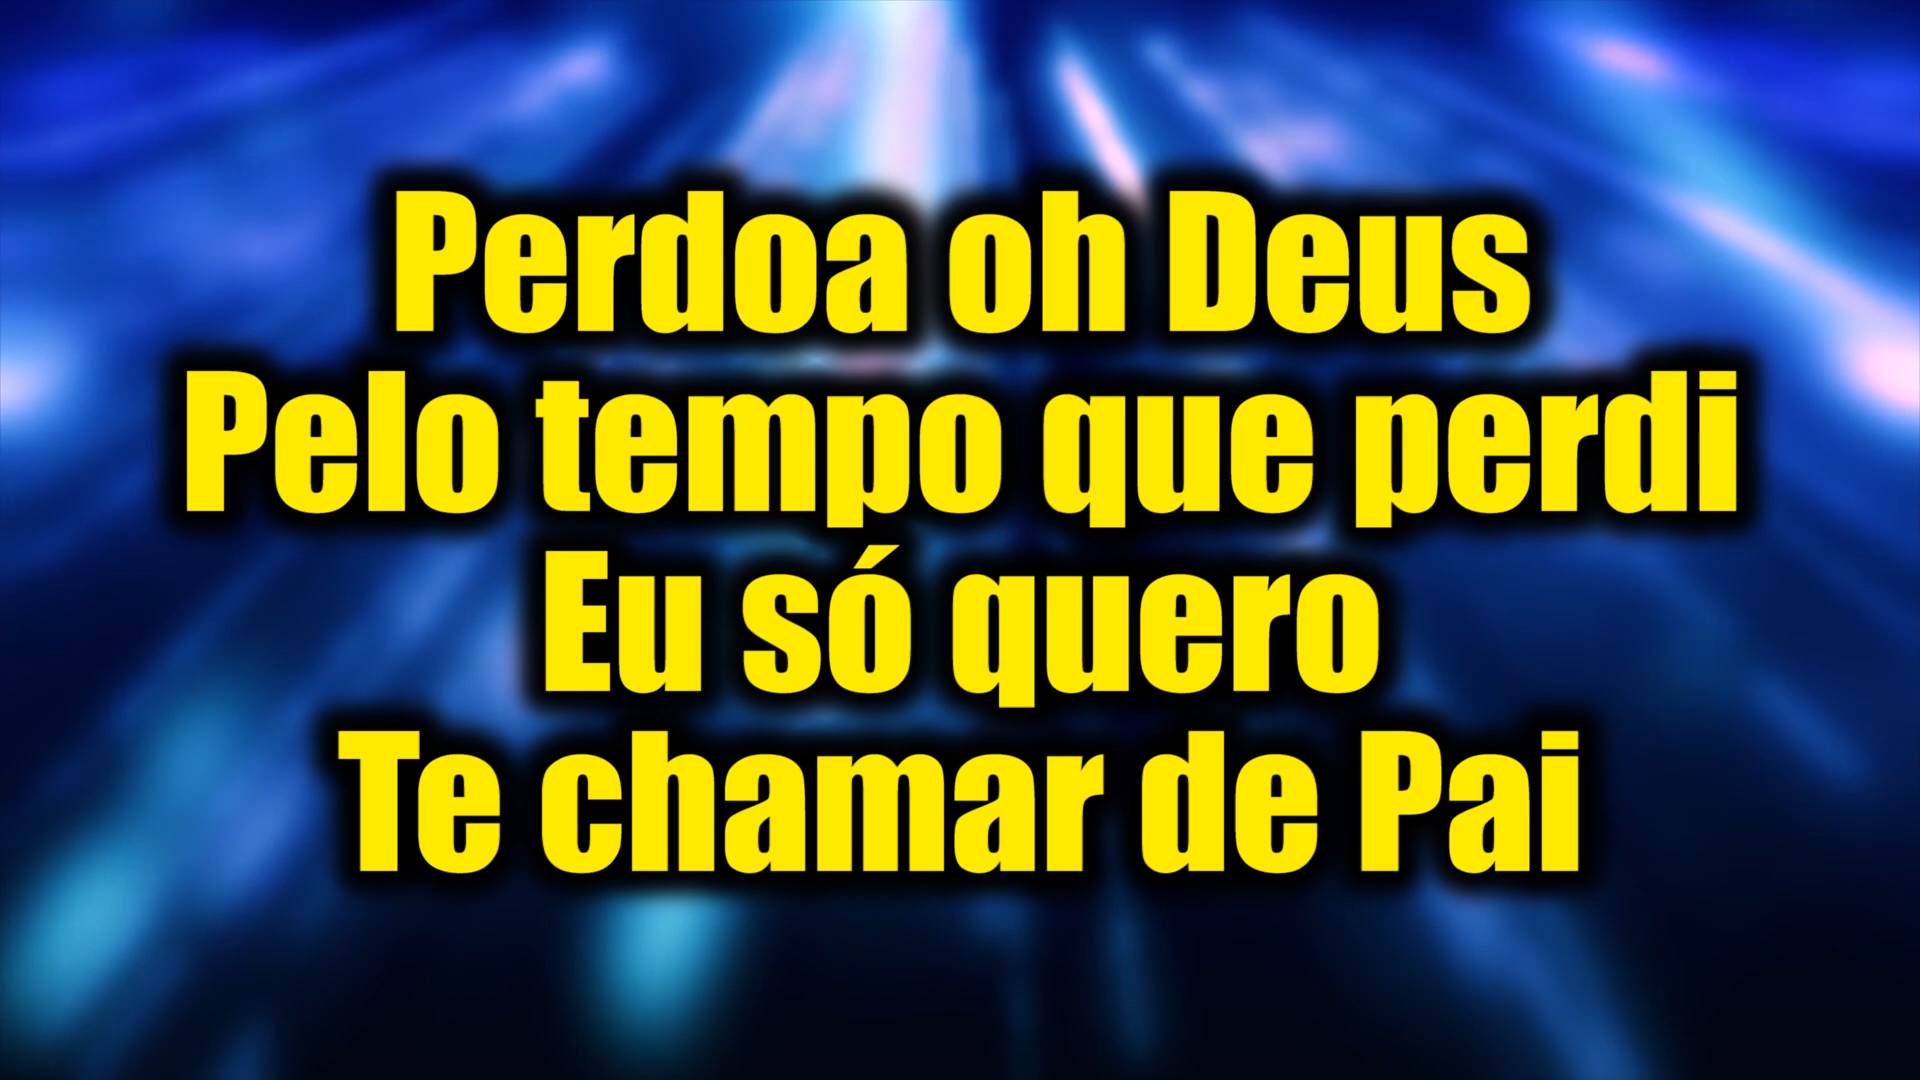 Perdoa oh Deus
Pelo tempo que perdi
Eu só quero
Te chamar de Pai